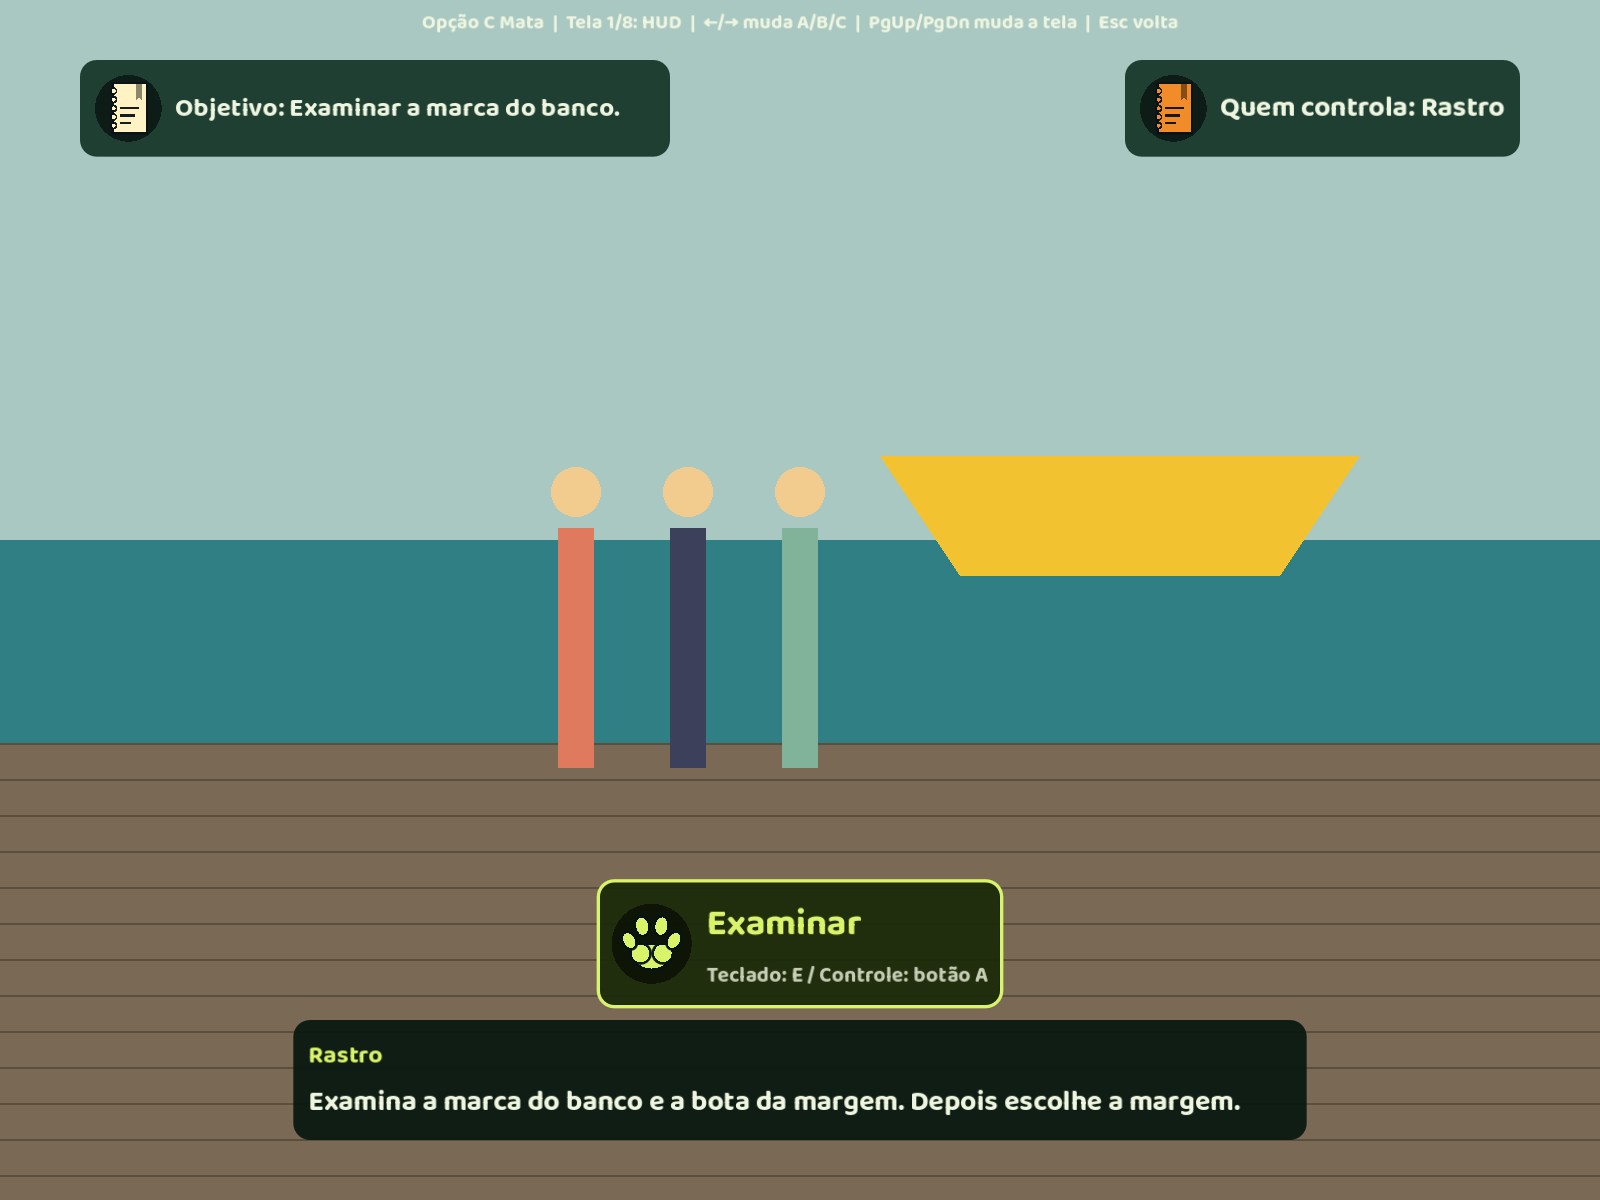 Opção C Mata | Tela 1/8: HUD | ←/→ muda A/B/C | PgUp/PgDn muda a tela | Esc volta
Objetivo: Examinar a marca do banco.
Quem controla: Rastro
Examinar
Teclado: E / Controle: botão A
Rastro
Examina a marca do banco e a bota da margem. Depois escolhe a margem.